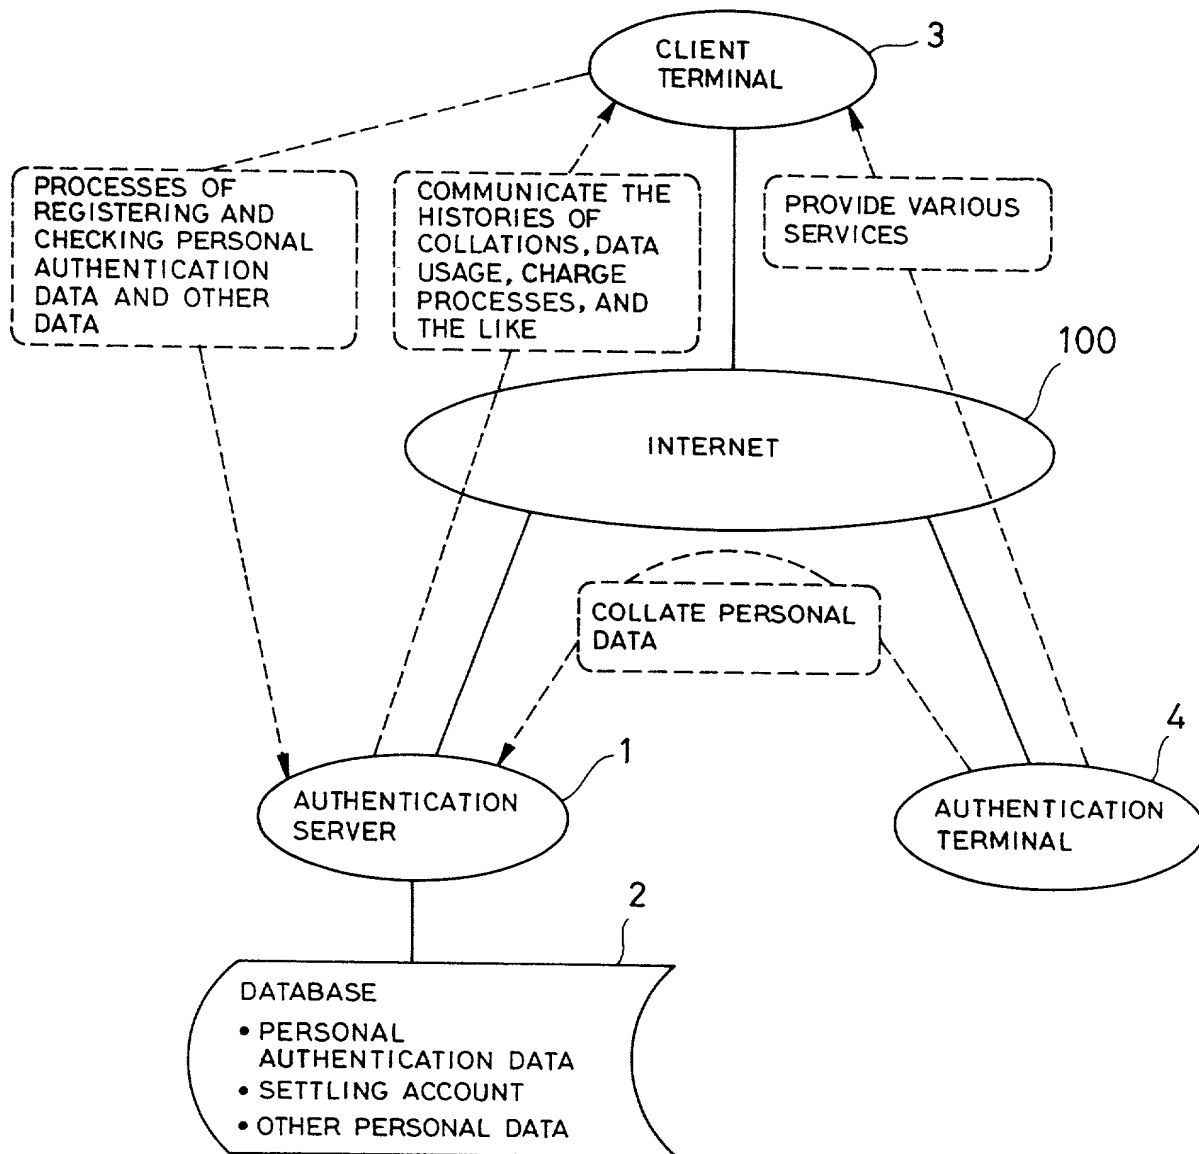 CLIENT
TERMINAL
3
PROCESSES OF
REGISTERING AND
CHECKING PERSONAL
AUTHENTICATION
DATA AND OTHER
DATA
COMMUNICATE THE
HISTORIES OF
COLLATIONS, DATA
USAGE, CHARGE
PROCESSES, AND
THE LIKE
PROVIDE VARIOUS
SERVICES
100
INTERNET
COLLATE PERSONAL
DATA
1
AUTHENTICATION
SERVER
4
AUTHENTICATION
TERMINAL
2
DATABASE
• PERSONAL
AUTHENTICATION DATA
• SETTLING ACCOUNT
• OTHER PERSONAL DATA